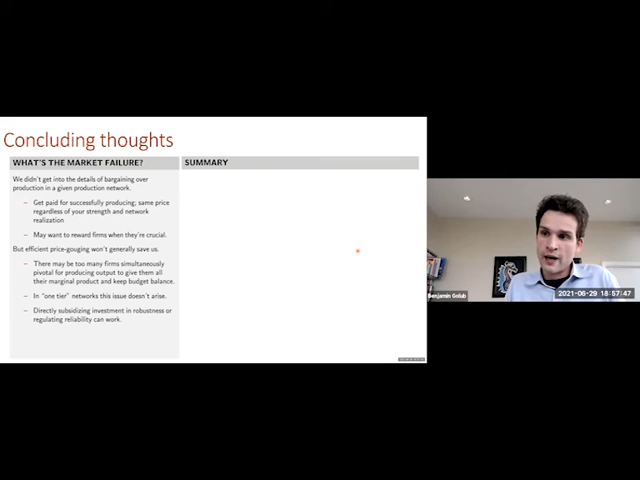 Concluding thoughts
WHAT'S THE MARKET FAILURE?
We didn't get into the details of bargaining over
production in a given production network.
– Get paid for successfully producing; same price
regardless of your strength and network
realization
– May want to reward firms when they're crucial.
But efficient price-gouging won't generally save us.
– There may be too many firms simultaneously
pivotal for producing output to give them all
their marginal product and keep budget balance.
– In "one tier" networks this issue doesn't arise.
– Directly subsidizing investment in robustness or
regulating reliability can work.
SUMMARY
Benjamin Golub
2021-06-29 18:57:47